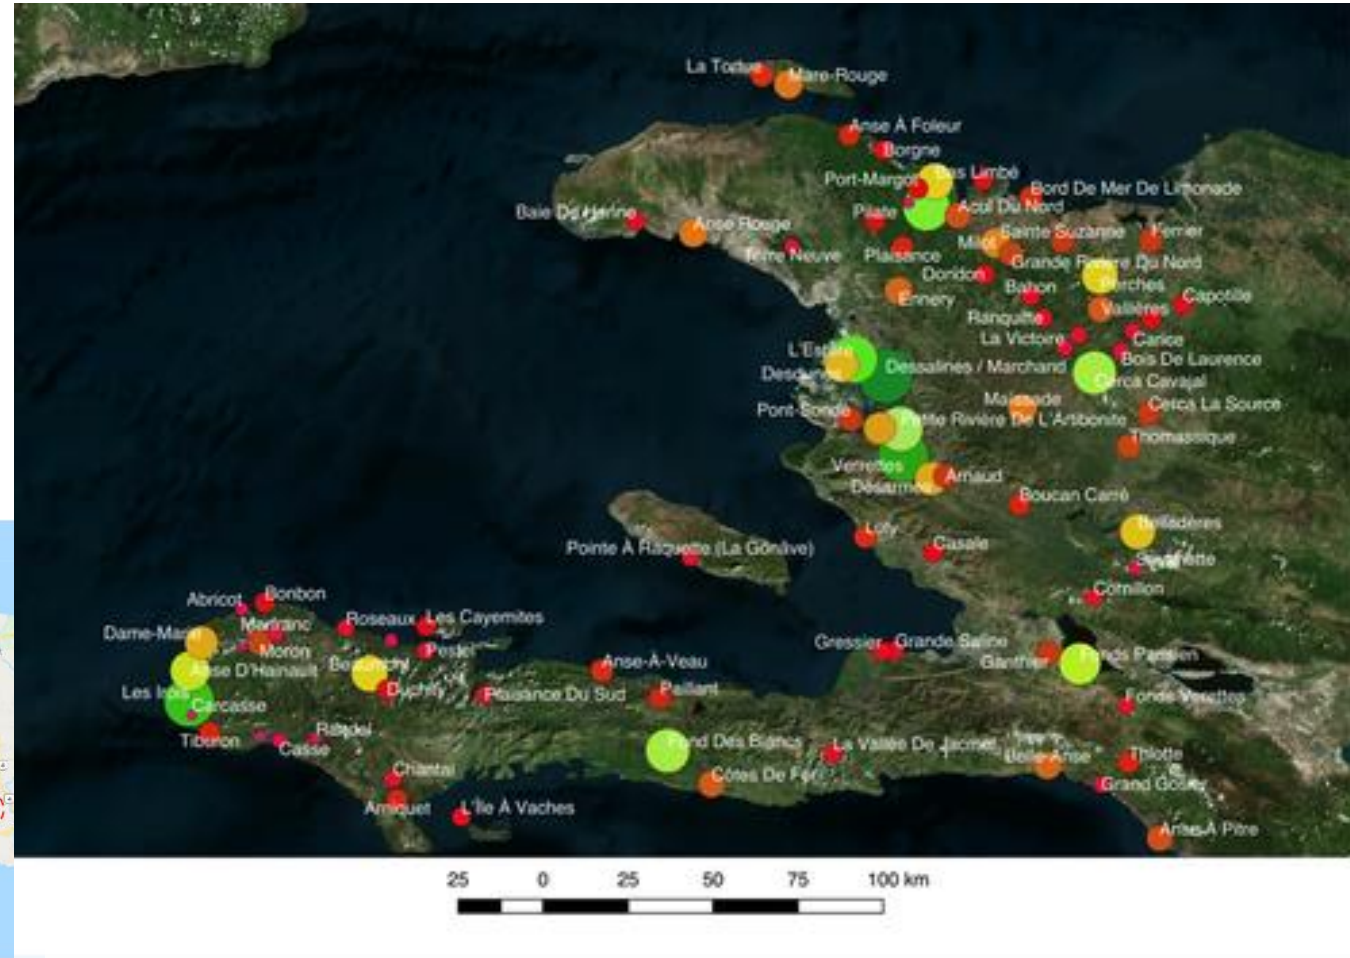 La Tortue
Mare-Rouge
Anse À Foleur
Borgne
Bas Limbé
Port-Margot
Bord De Mer De Limonade
Pilate
Acul Du Nord
Baie De Henne
Anse Rouge
Milot
Sainte Suzanne
Ferrier
Terre Neuve
Plaisance
Grande Rivière Du Nord
Dondon
Perches
Bahon
Capotille
Ennery
Ranquitte
Vallières
La Victoire
Carice
L'Estère
Bois De Laurence
Dessalines / Marchand
Desdunes
Cerca Cavajal
Maissade
Cerca La Source
Pont-Sondé
Petite Rivière De L'Artibonite
Thomassique
Verrettes
Arnaud
Désarmes
Boucan Carré
Belladères
Lofy
Casale
Pointe À Raquette (La Gonâve)
Cornillon
Bonbon
Abricot
Roseaux
Les Cayemites
Dame-Marie
Marfranc
Moron
Pestel
Gressier
Grande Saline
Ganthier
Fonds Parisien
Beaumont
Anse-À-Veau
Anse D'Hainault
Duchity
Plaisance Du Sud
Paillant
Les Irois
Carcasse
Fonds Verettes
Tiburon
Randel
Casse
Fond Des Blancs
La Vallée De Jacmel
Belle-Anse
Thiotte
Chantal
Côtes De Fer
Grand Gosier
Arniquet
L'Île À Vaches
Anse À Pitre
25 0 25 50 75 100 km